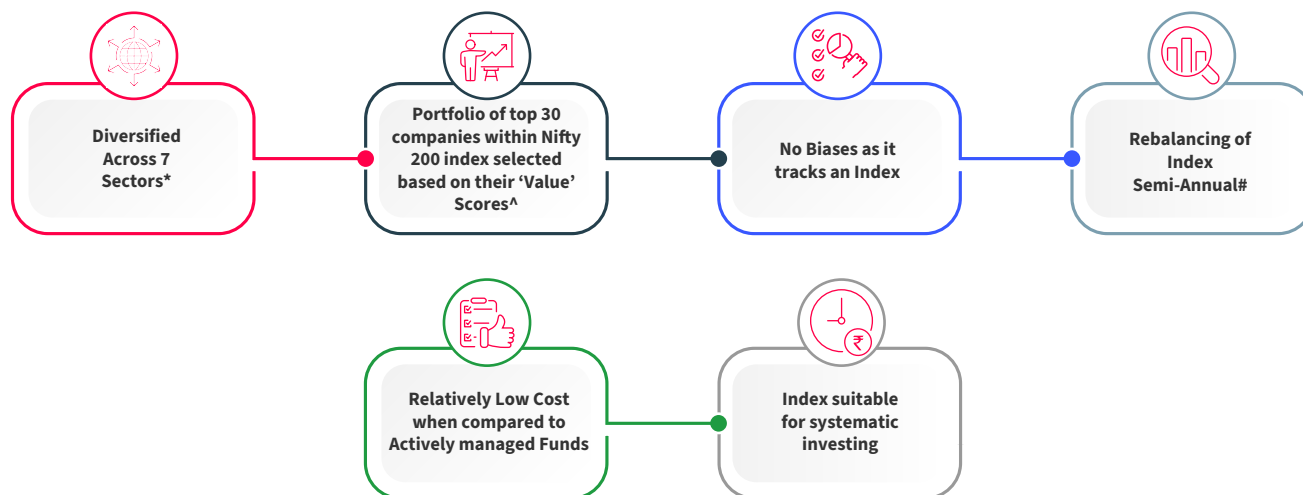 Diversified
Across 7
Sectors*
Portfolio of top 30
companies within Nifty
200 index selected
based on their ‘Value’
Scores^
No Biases as it
tracks an Index
Rebalancing of
Index
Semi-Annual#
Relatively Low Cost
when compared to
Actively managed Funds
₹
Index suitable
for systematic
investing